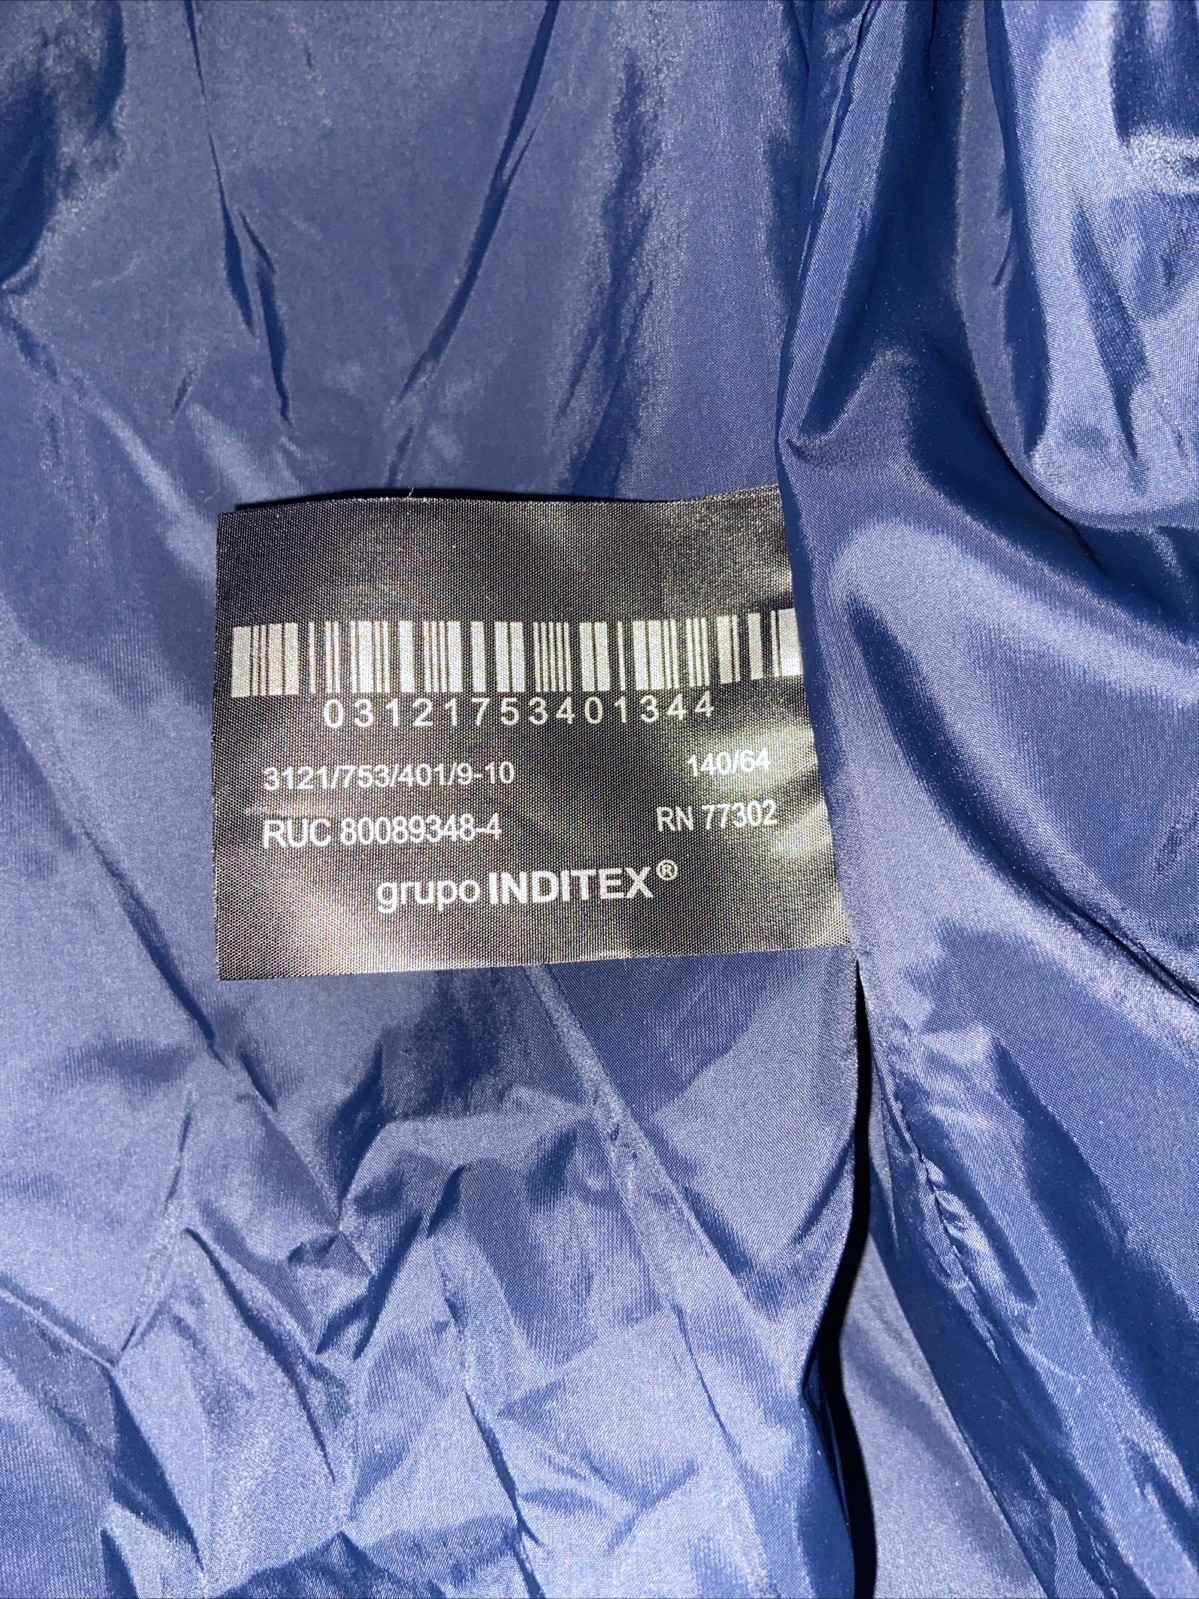 03121753401344
3121/753/401/9-10 140/64
RUC 80089348-4 RN 77302
grupo INDITEX®